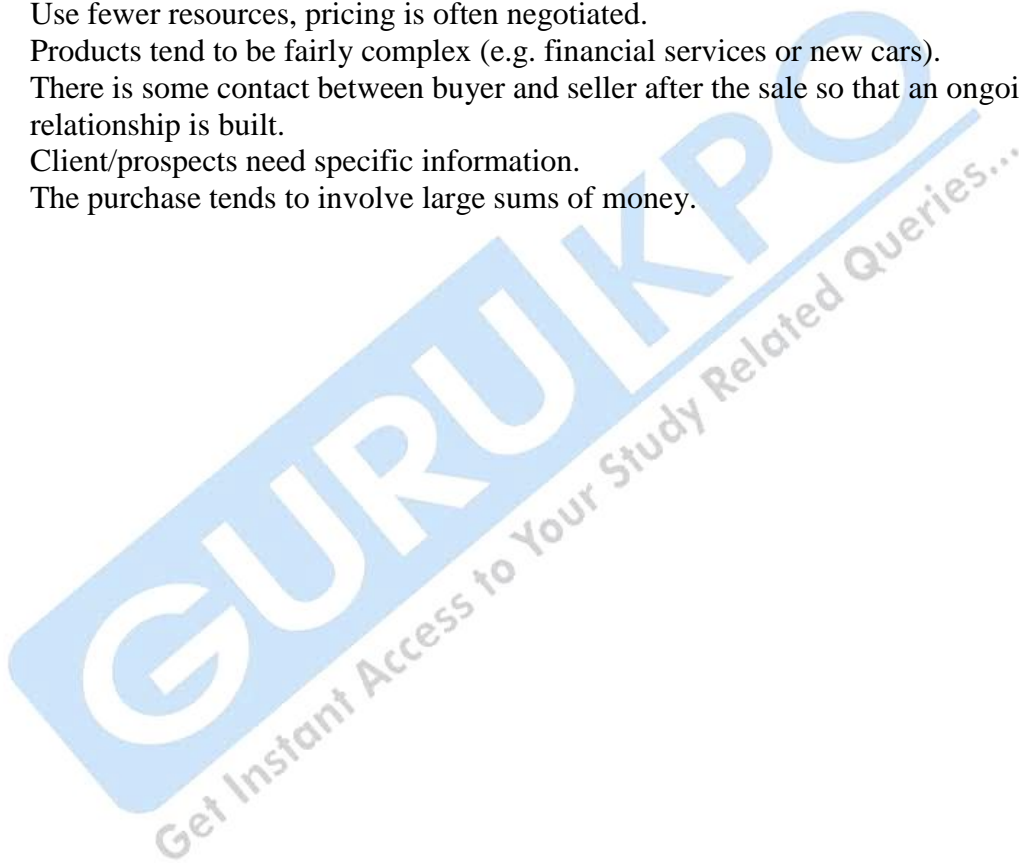 Use fewer resources, pricing is often negotiated.
Products tend to be fairly complex (e.g. financial services or new cars).
There is some contact between buyer and seller after the sale so that an ongoi
relationship is built.
Client/prospects need specific information.
The purchase tends to involve large sums of money.
GURUKPO
Get Instant Access to Your Study Related Queries...